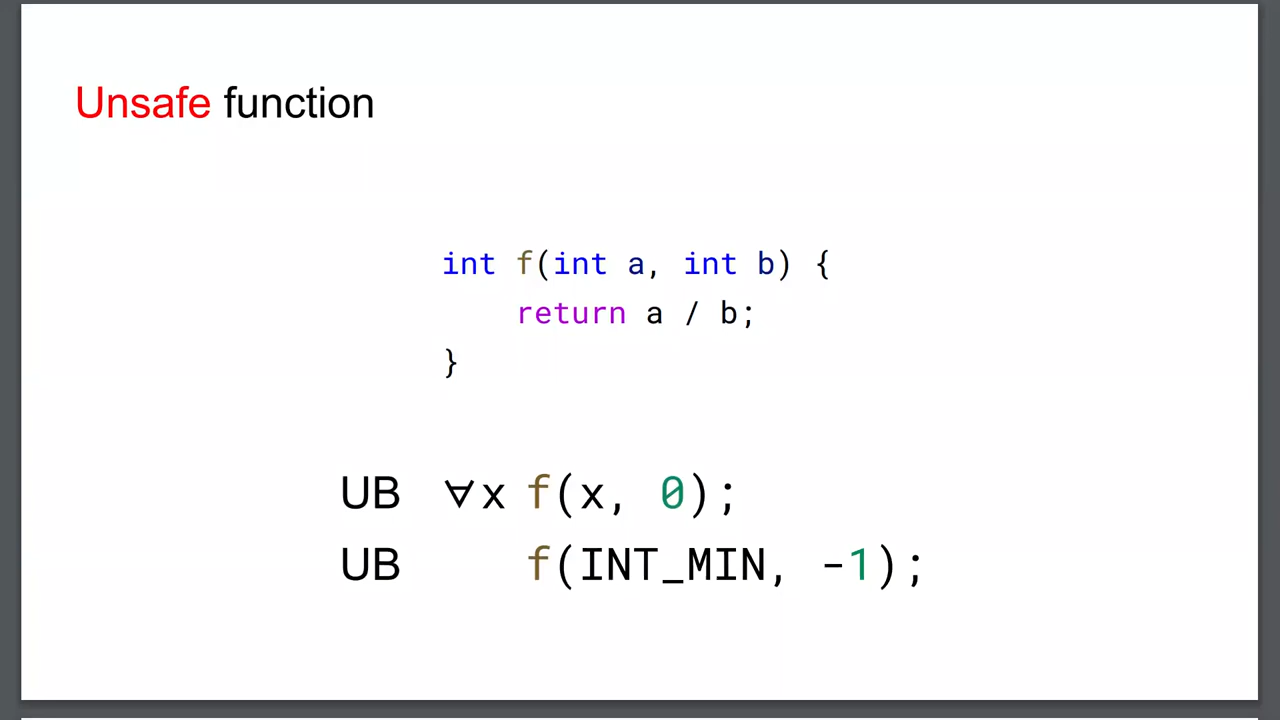 Unsafe function
int f(int a, int b) {
return a / b;
}
UB ∀x f(x, 0);
UB f(INT_MIN, -1);